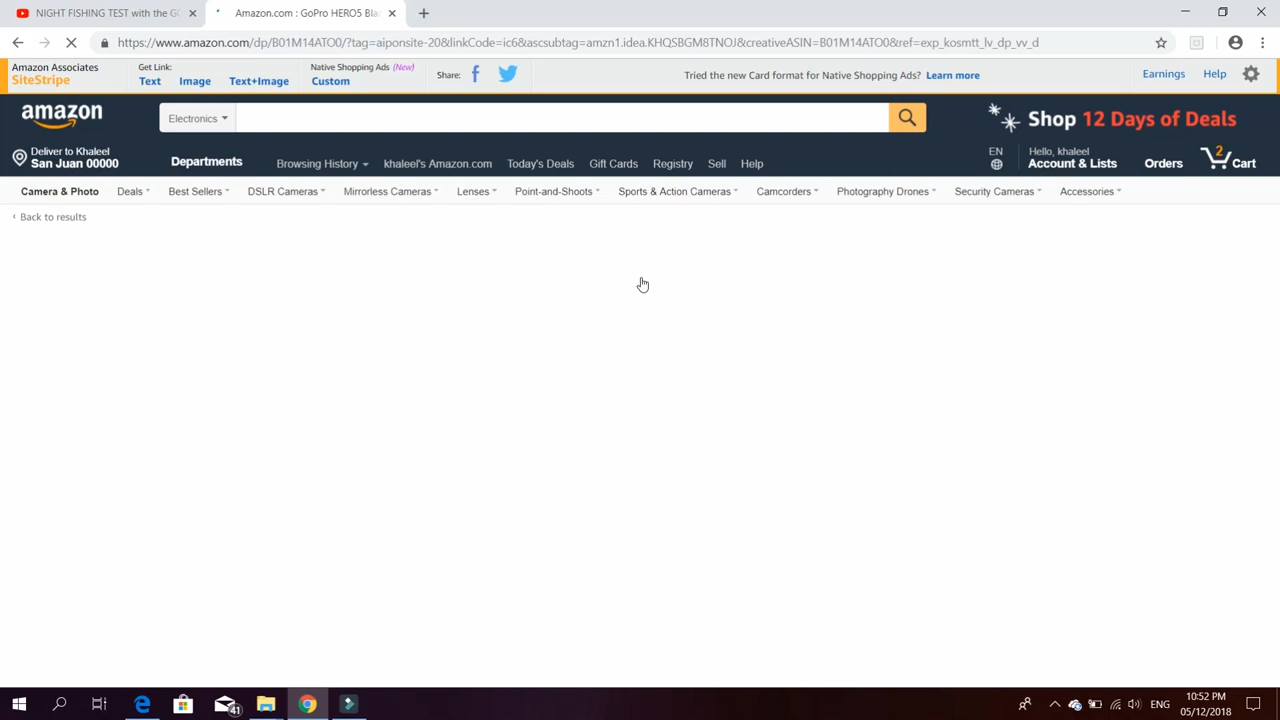 NIGHT FISHING TEST with the GO
Amazon.com : GoPro HERO5 Bla
https://www.amazon.com/dp/B01M14ATO0/?tag=aiponsite-20&linkCode=ic6&ascsubtag=amzn1.idea.KHQSBGM8TNOJ&creativeASIN=B01M14ATO0&ref=exp_kosmtt_lv_dp_vv_d
Amazon Associates
SiteStripe
Get Link:
Text Image Text+Image
Native Shopping Ads (New)
Custom
Share:
Tried the new Card format for Native Shopping Ads? Learn more
Earnings Help
amazon
Electronics
Shop 12 Days of Deals
Deliver to Khaleel
San Juan 00000
Departments
Browsing History khaleel's Amazon.com Today's Deals Gift Cards Registry Sell Help
EN
Hello, khaleel
Account & Lists
Orders
2
Cart
Camera & Photo Deals Best Sellers DSLR Cameras Mirrorless Cameras Lenses Point-and-Shoots Sports & Action Cameras Camcorders Photography Drones Security Cameras Accessories
Back to results
41
ENG
10:52 PM
05/12/2018